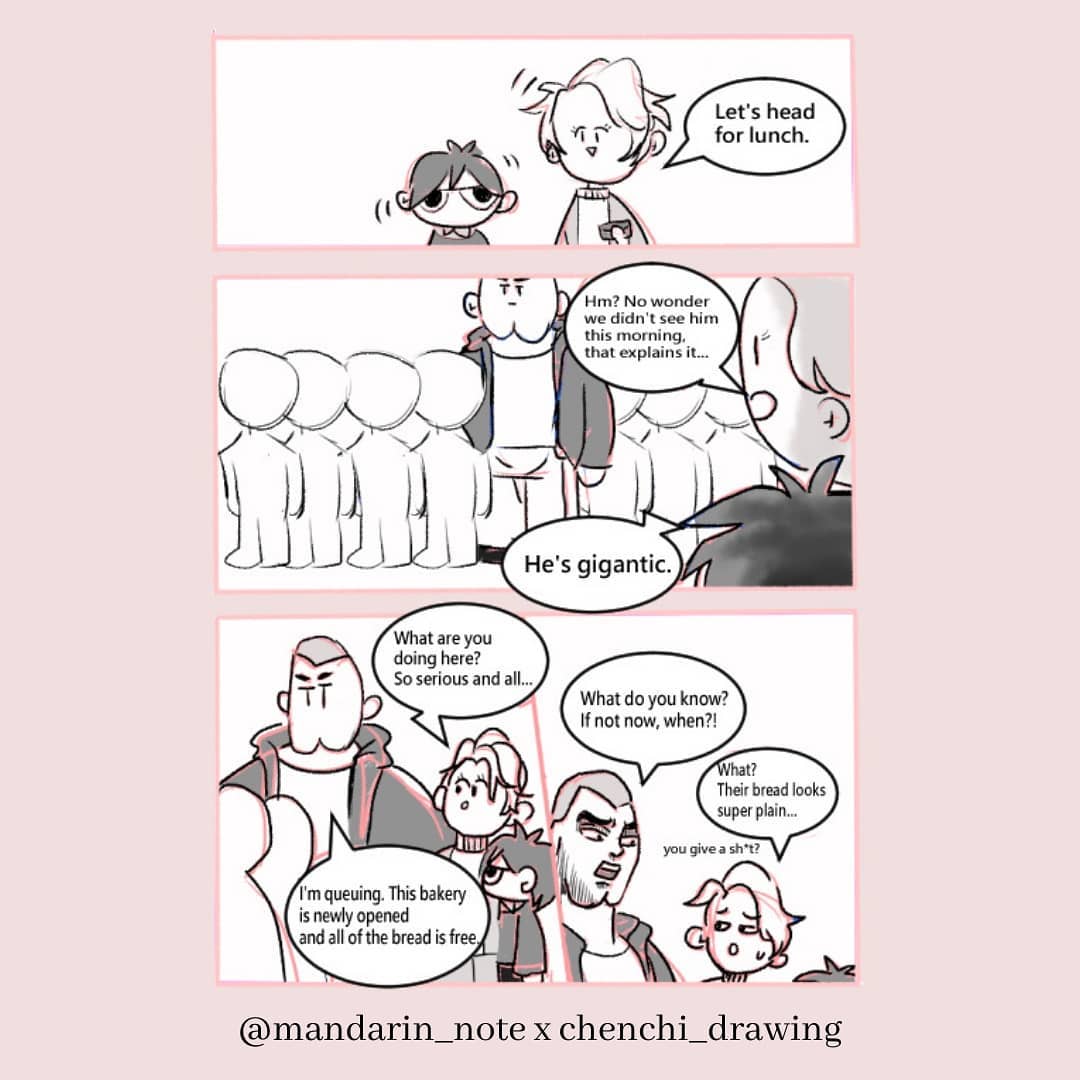 Let's head
for lunch.
Hm? No wonder
we didn't see him
this morning,
that explains it...
He's gigantic.
What are you
doing here?
So serious and all...
I'm queuing. This bakery
is newly opened
and all of the bread is free.
What do you know?
If not now, when?!
What?
Their bread looks
super plain...
you give a sh*t?
@mandarin_note x chenchi_drawing